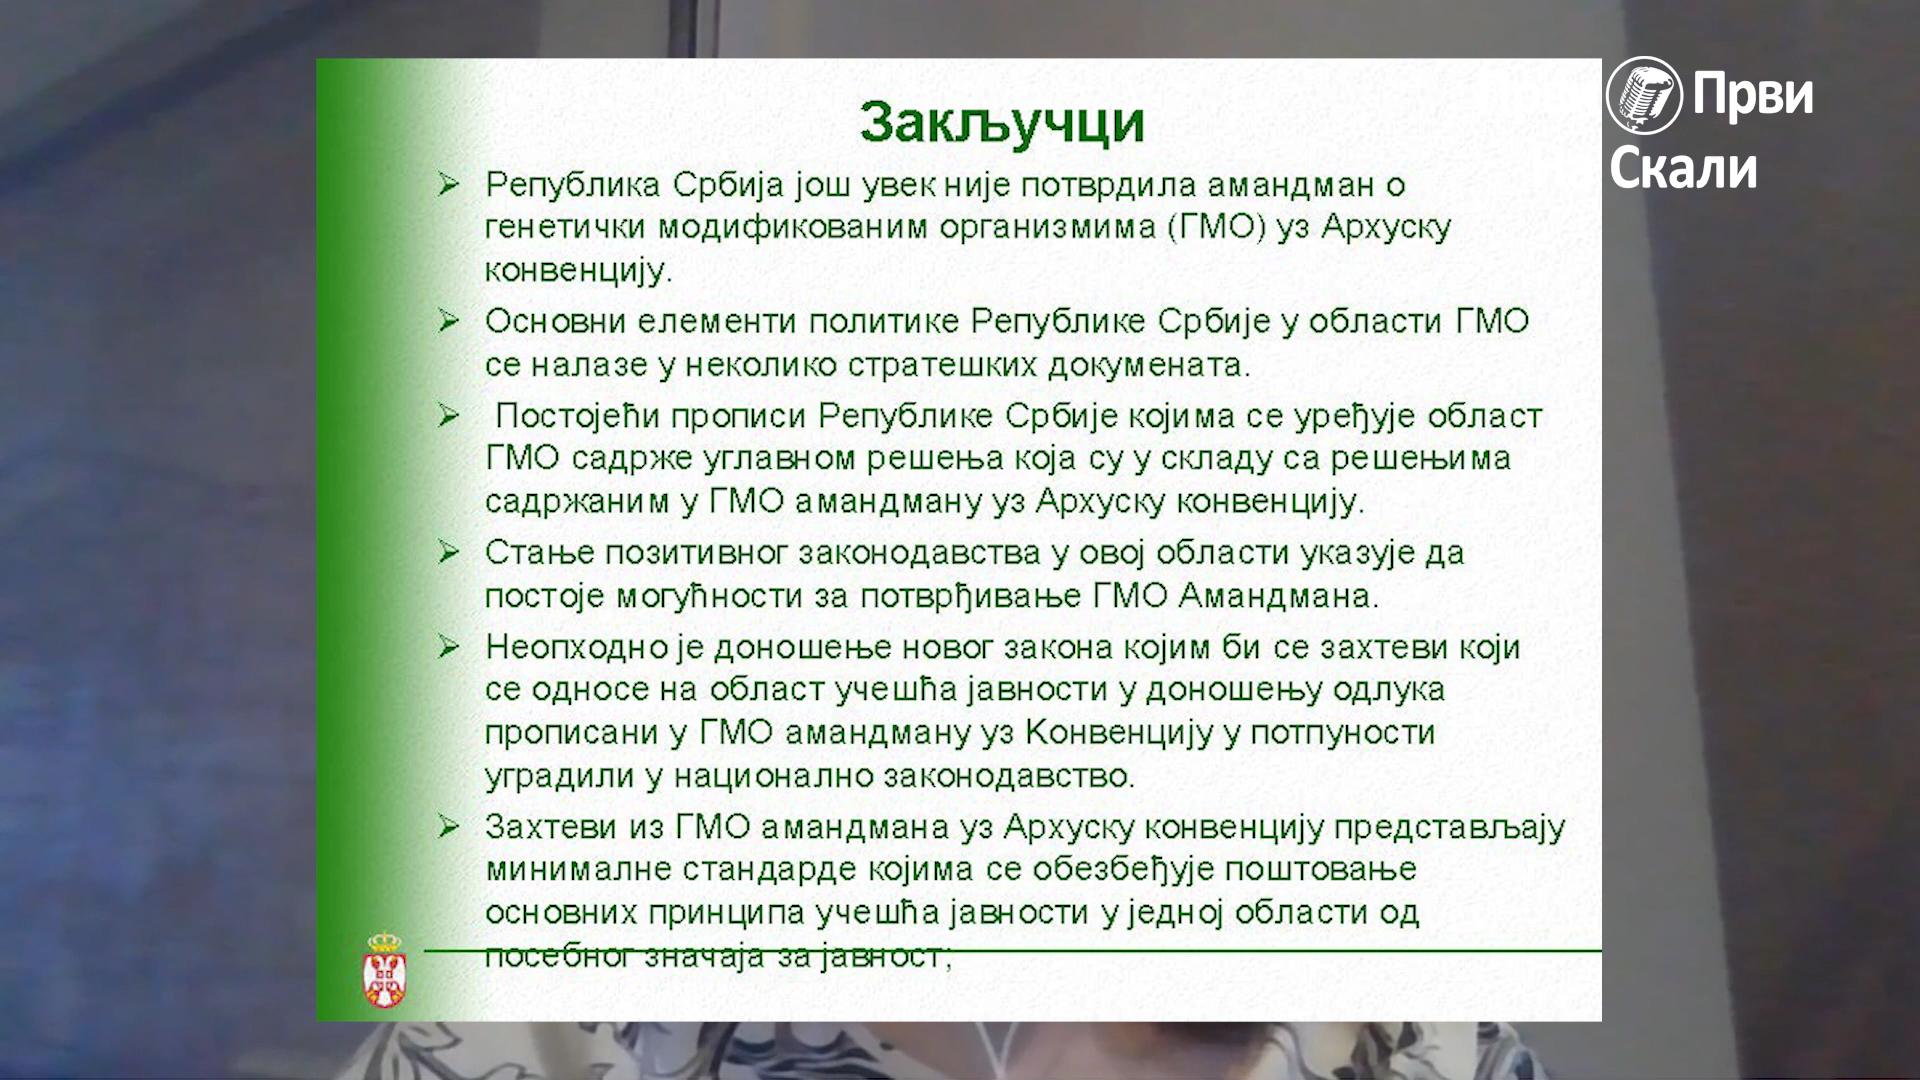 Закључци
Први
Скали
➢ Република Србија још увек није потврдила амандман о
генетички модификованим организмима (ГМО) уз Архуску
конвенцију.
➢ Основни елементи политике Републике Србије у области ГМО
се налазе у неколико стратешких докумената.
➢ Постојећи прописи Републике Србије којима се уређује област
ГМО садрже углавном решења која су у складу са решењима
садржаним у ГМО амандману уз Архуску конвенцију.
➢ Стање позитивног законодавства у овој области указује да
постоје могућности за потврђивање ГМО Амандмана.
➢ Неопходно је доношење новог закона којим би се захтеви који
се односе на област учешћа јавности у доношењу одлука
прописани у ГМО амандману уз Конвенцију у потпуности
уградили у национално законодавство.
➢ Захтеви из ГМО амандмана уз Архуску конвенцију представљају
минималне стандарде којима се обезбеђује поштовање
основних принципа учешћа јавности у једној области од
посебног значаја за јавност;